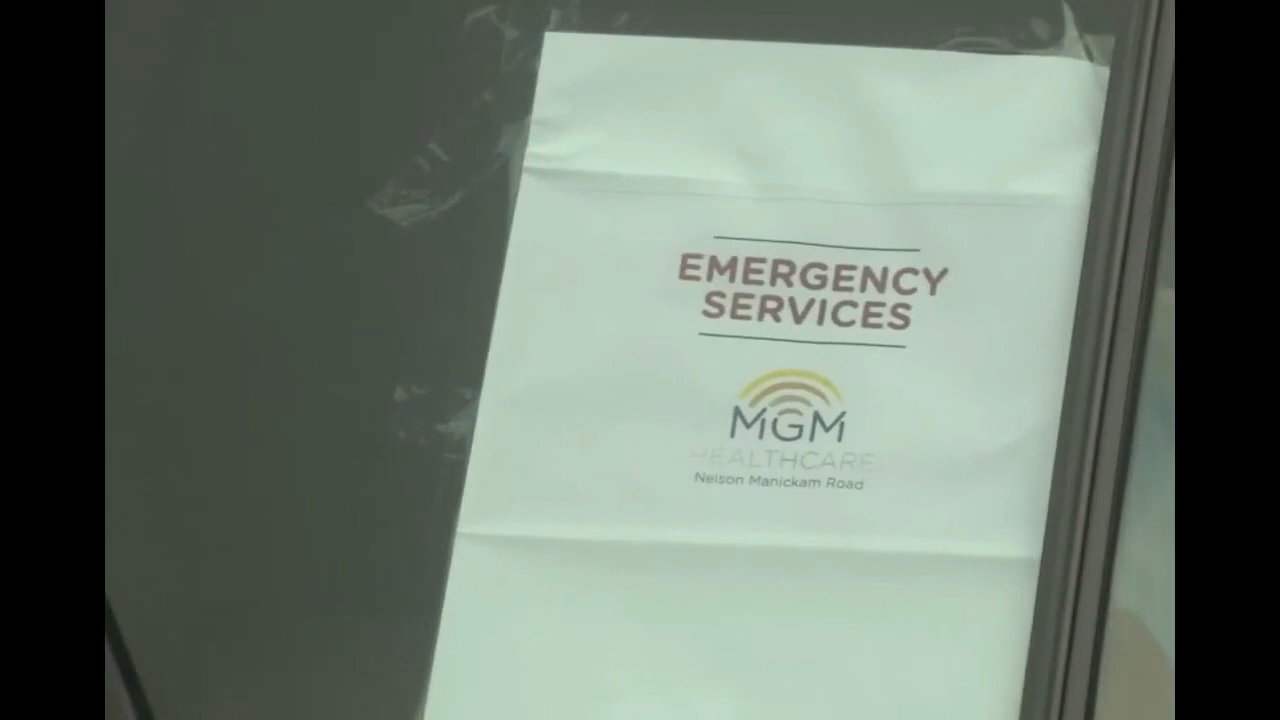 EMERGENCY
SERVICES
MGM
HEALTHCARE
Nelson Manickam Road